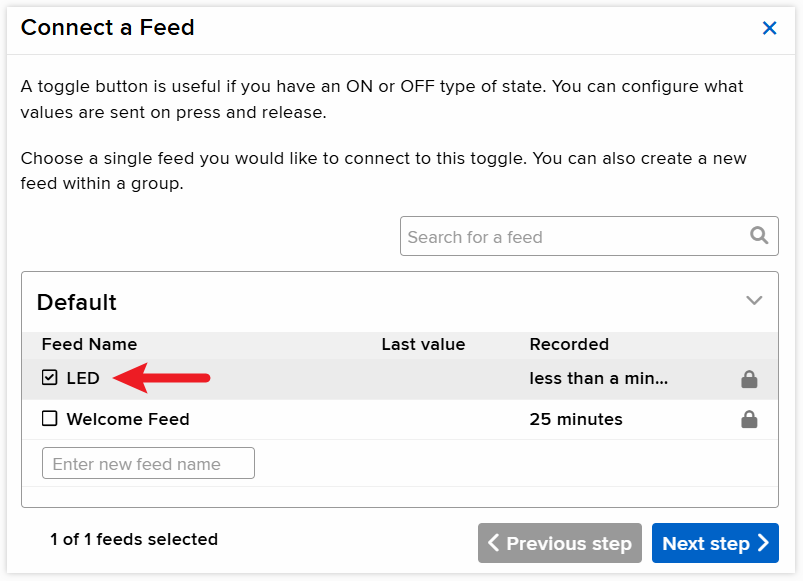 Connect a Feed
A toggle button is useful if you have an ON or OFF type of state. You can configure what
values are sent on press and release.
Choose a single feed you would like to connect to this toggle. You can also create a new
feed within a group.
Search for a feed
Default
Feed Name Last value Recorded
LED less than a min...
Welcome Feed 25 minutes
Enter new feed name
1 of 1 feeds selected Previous step Next step